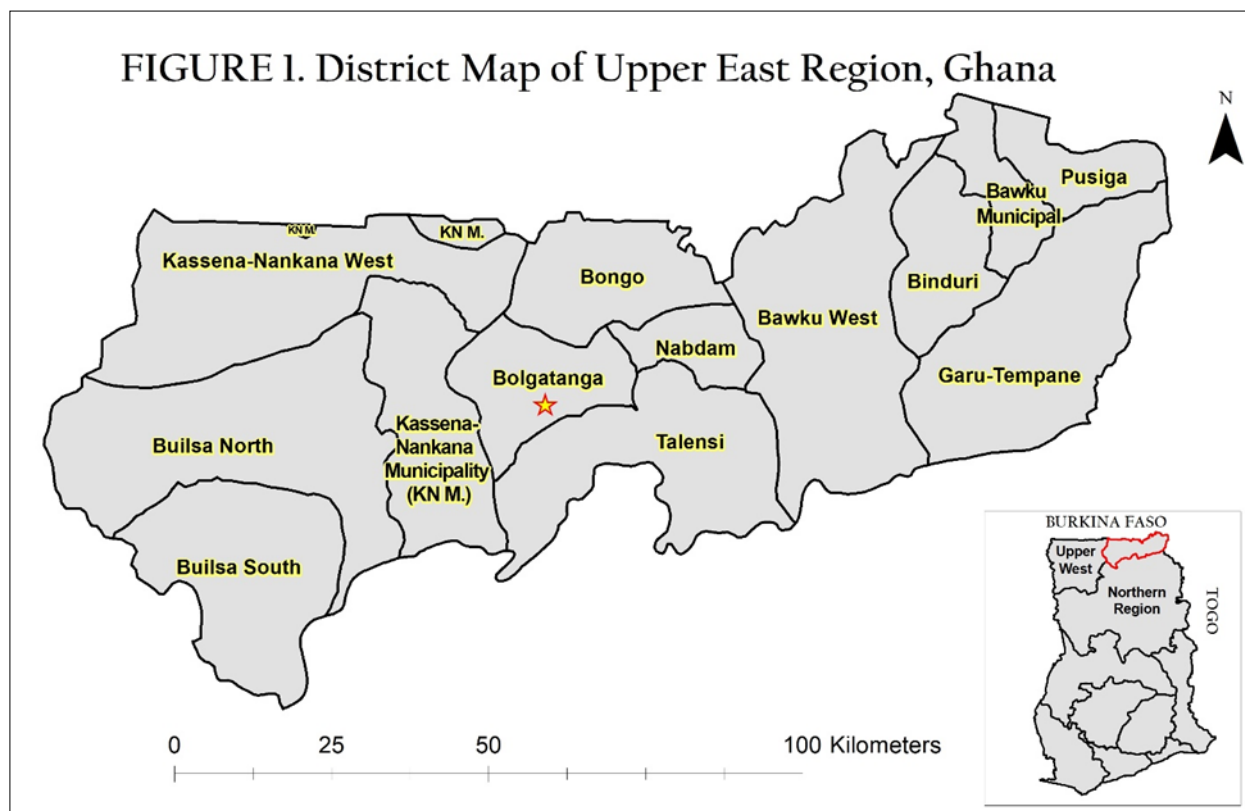 FIGURE 1. District Map of Upper East Region, Ghana
N
Pusiga
Bawku
Municipal
KN M.
KN M.
Kassena-Nankana West
Bongo
Binduri
Bawku West
Nabdam
Bolgatanga
Garu-Tempane
Kassena-
Nankana
Municipality
(KN M.)
Builsa North
Talensi
Builsa South
BURKINA FASO
Upper
West
Northern
Region
TOGO
0 25 50 100 Kilometers